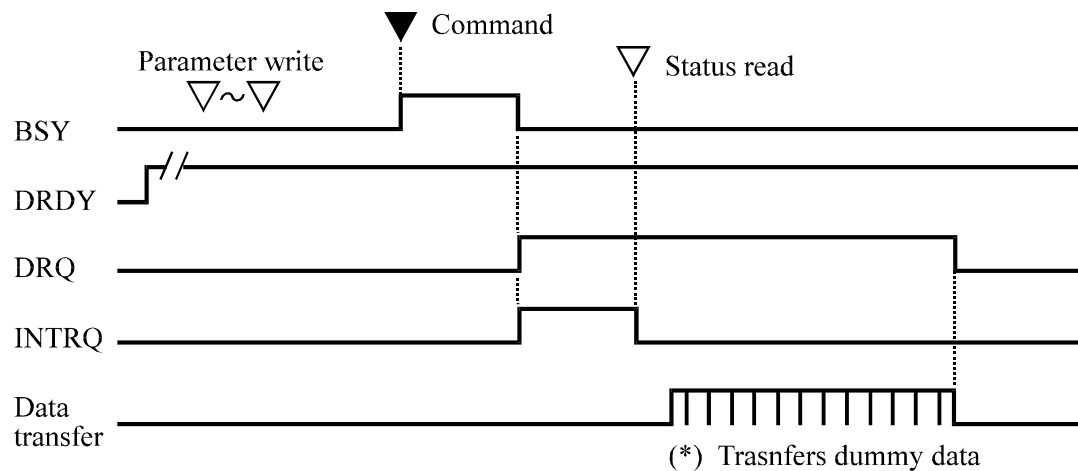 Command
Parameter write
Status read
BSY
DRDY
DRQ
INTRQ
Data
transfer
(*) Trasnfers dummy data